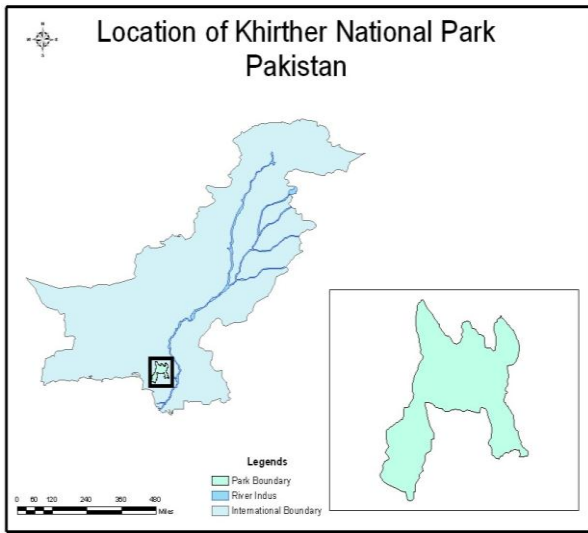 Location of Khirther National Park
Pakistan
N
Legends
Park Boundary
River Indus
International Boundary
0 60 120 240 360 480
Miles